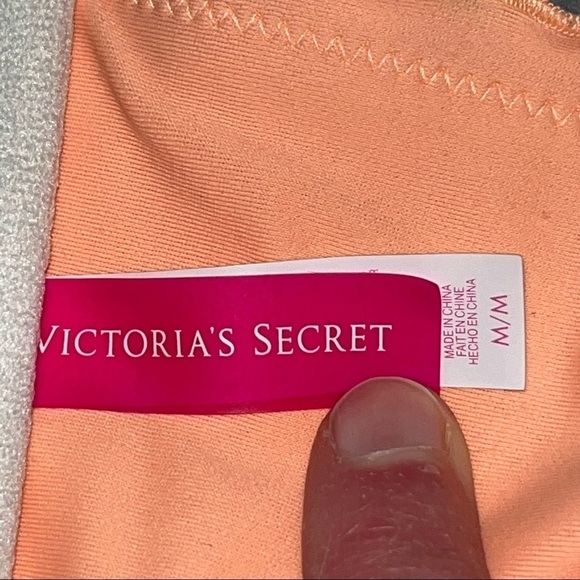 VICTORIA'S SECRET
MADE IN CHINA
FAIT EN CHINE
HECHO EN CHINA
M/M